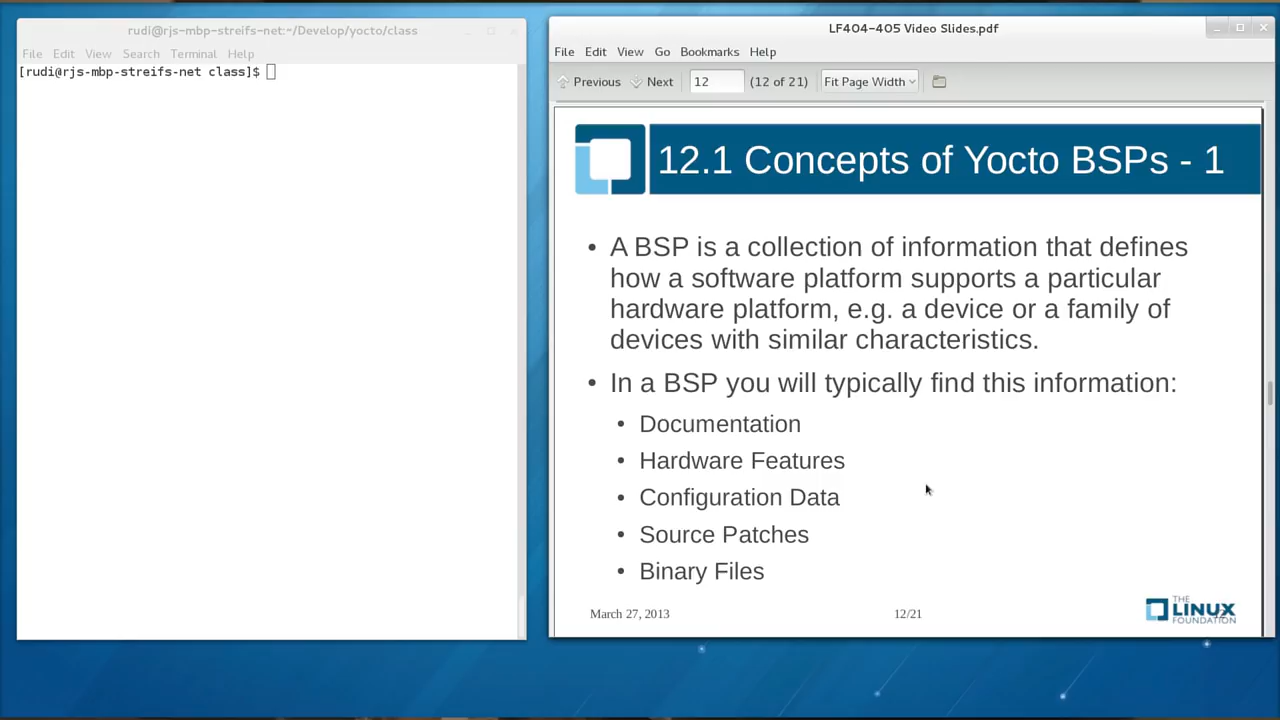 rudi@rjs-mbp-streifs-net:~/Develop/yocto/class
File Edit View Search Terminal Help
[rudi@rjs-mbp-streifs-net class]$
LF404-405 Video Slides.pdf
File Edit View Go Bookmarks Help
Previous Next 12 (12 of 21) Fit Page Width
12.1 Concepts of Yocto BSPs - 1
• A BSP is a collection of information that defines
how a software platform supports a particular
hardware platform, e.g. a device or a family of
devices with similar characteristics.
• In a BSP you will typically find this information:
• Documentation
• Hardware Features
• Configuration Data
• Source Patches
• Binary Files
March 27, 2013 12/21
THE
LINUX
FOUNDATION